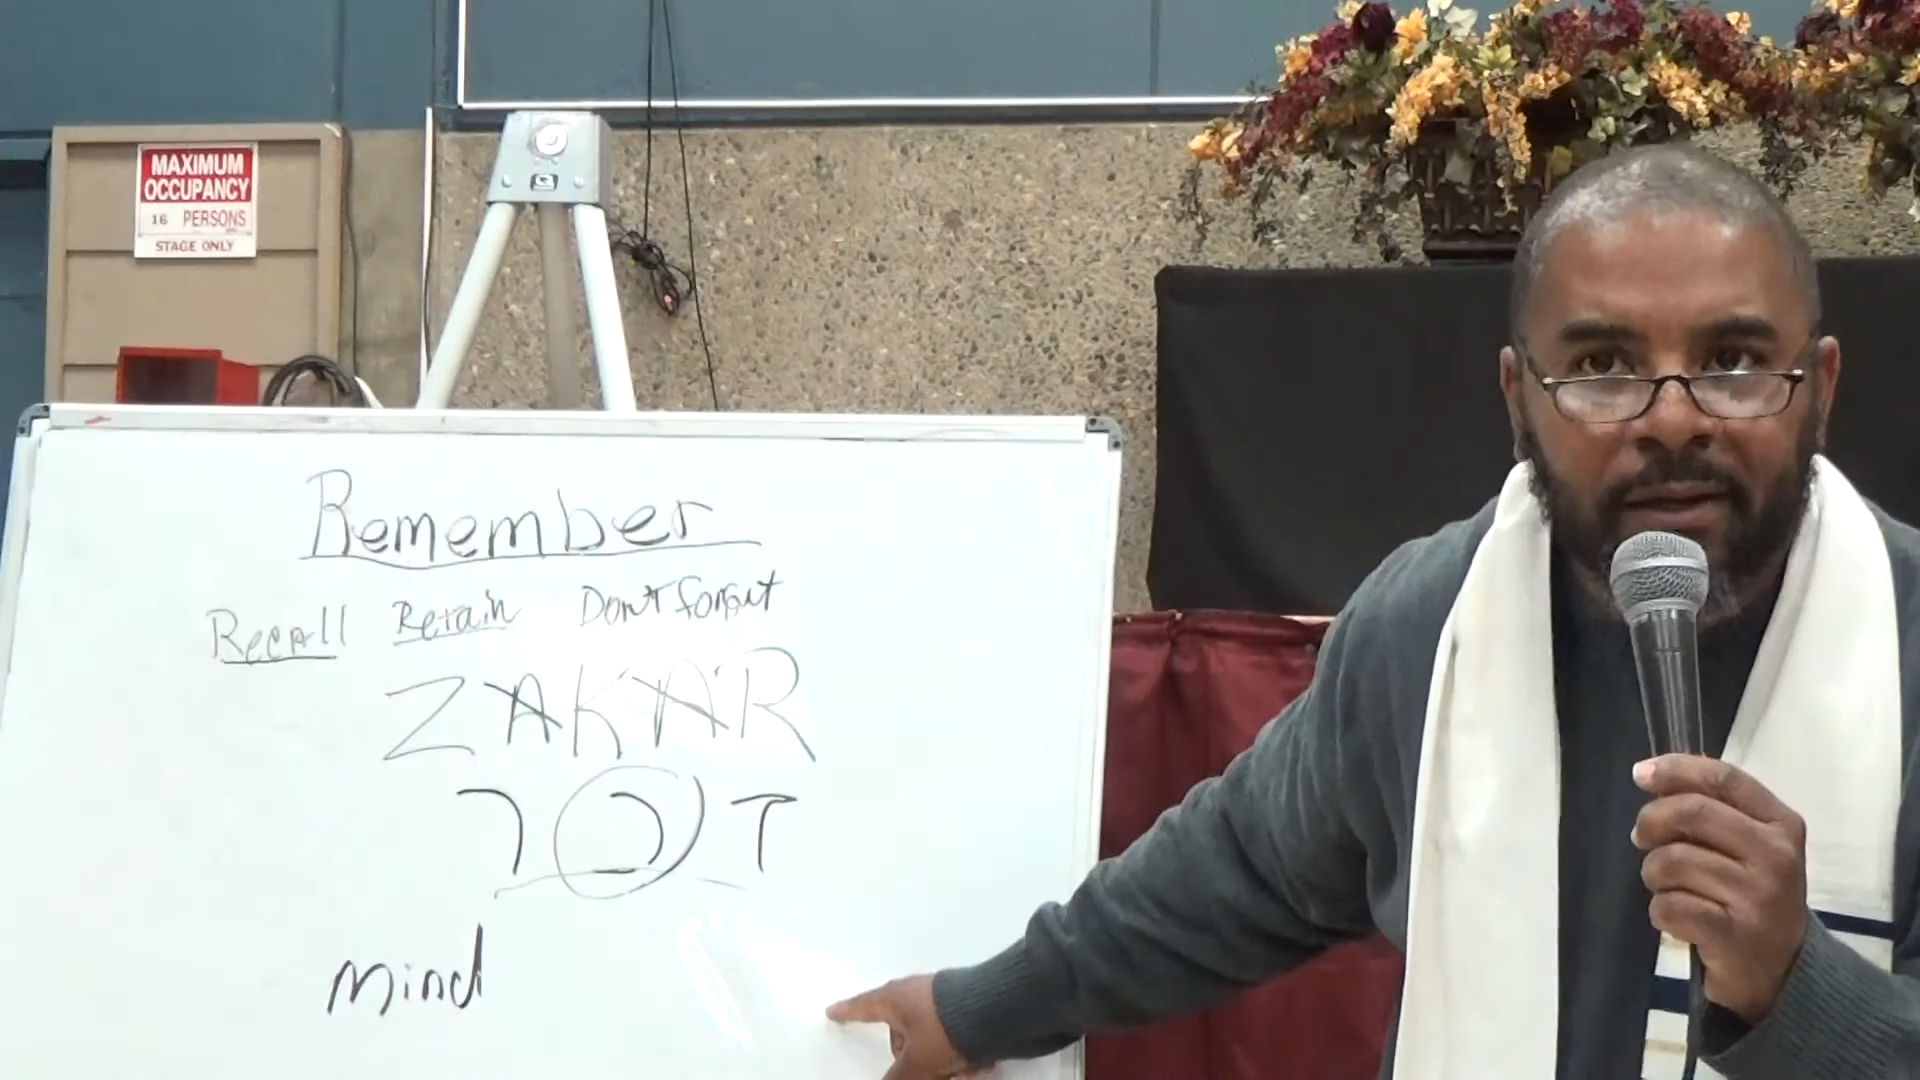 MAXIMUM
OCCUPANCY
16 PERSONS
STAGE ONLY
Remember
Recall Retain Don't forget
ZAKAR
זכר
Mind